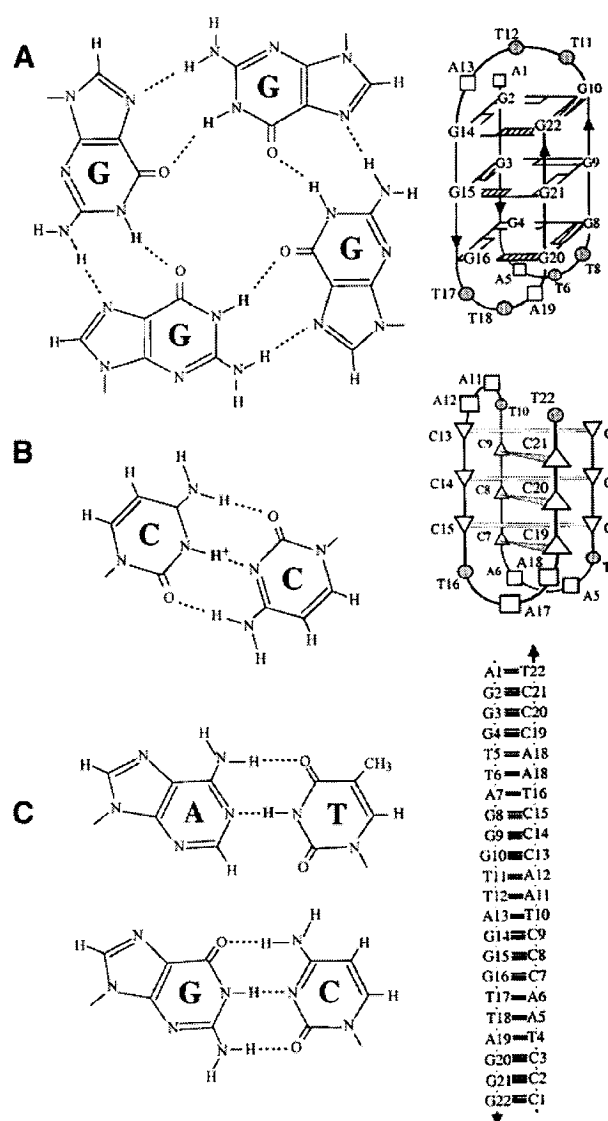 A
H
H
N
H
N
N
G
H
N
N
N
H
O
N
N
G
N
O
N
H
N
H
H
H
N
H
N
H
N
G
O
N
N
N
O
N
H
N
G
H
N
N
N
H
H
N
H
T12
T11
A13
A1
G10
G2
G14
G22
G3
G9
G15
G21
G4
G8
G16
G20
A5
T8
T6
T17
A19
T18
B
H
H
N
H
O
H
C
N
H+
N
N
N
C
O
H
N
H
H
H
A11
A12
T10
T22
C13
C9
C21
C14
C8
C20
C15
C7
C19
A6
A18
T16
A5
A17
C
H
N
H
O
CH3
H
N
N
A
N
H
N
T
H
N
H
O
N
H
O
H
N
H
H
N
G
N
H
N
C
H
N
N
N
H
O
N
H
A1 T22
G2 C21
G3 C20
G4 C19
T5 A18
T6 A18
A7 T16
G8 C15
G9 C14
G10 C13
T11 A12
T12 A11
A13 T10
G14 C9
G15 C8
G16 C7
T17 A6
T18 A5
A19 T4
G20 C3
G21 C2
G22 C1